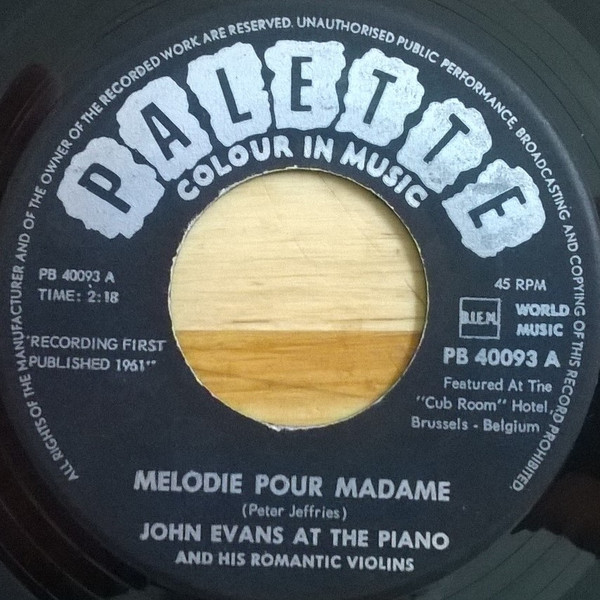 ALL RIGHTS OF THE MANUFACTURER AND OF THE OWNER OF THE RECORDED WORK ARE RESERVED. UNAUTHORISED PUBLIC PERFORMANCE, BROADCASTING AND COPYING OF THIS RECORD PROHIBITED.
PALETTE
COLOUR IN MUSIC
PB 40093 A
TIME: 2:18
"RECORDING FIRST
PUBLISHED 1961"
45 RPM
B.I.E.M.
WORLD
MUSIC
PB 40093 A
Featured At The
"Cub Room" Hotel,
Brussels - Belgium
MELODIE POUR MADAME
(Peter Jeffries)
JOHN EVANS AT THE PIANO
AND HIS ROMANTIC VIOLINS